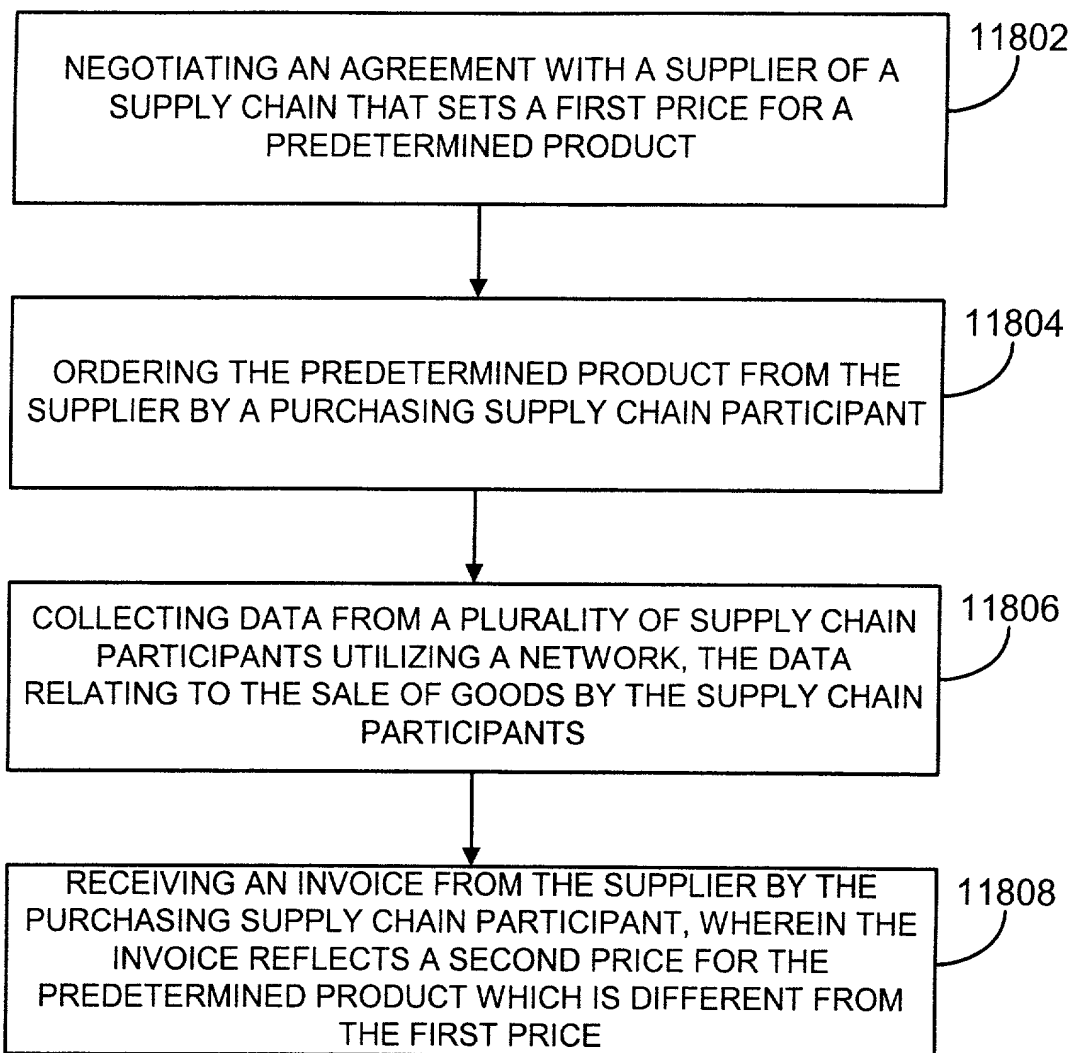 11802
NEGOTIATING AN AGREEMENT WITH A SUPPLIER OF A
SUPPLY CHAIN THAT SETS A FIRST PRICE FOR A
PREDETERMINED PRODUCT
11804
ORDERING THE PREDETERMINED PRODUCT FROM THE
SUPPLIER BY A PURCHASING SUPPLY CHAIN PARTICIPANT
11806
COLLECTING DATA FROM A PLURALITY OF SUPPLY CHAIN
PARTICIPANTS UTILIZING A NETWORK, THE DATA
RELATING TO THE SALE OF GOODS BY THE SUPPLY CHAIN
PARTICIPANTS
11808
RECEIVING AN INVOICE FROM THE SUPPLIER BY THE
PURCHASING SUPPLY CHAIN PARTICIPANT, WHEREIN THE
INVOICE REFLECTS A SECOND PRICE FOR THE
PREDETERMINED PRODUCT WHICH IS DIFFERENT FROM
THE FIRST PRICE